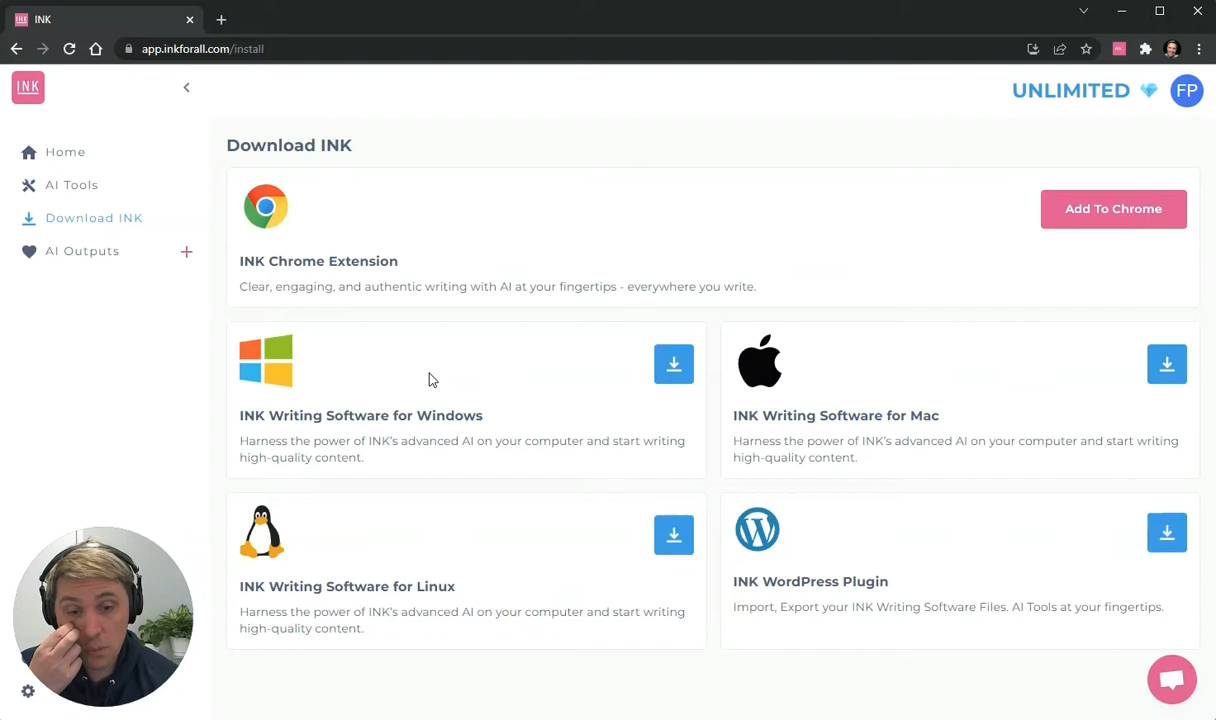 INK
app.inkforall.com/install
INK
UNLIMITED
FP
Home
AI Tools
Download INK
AI Outputs
Download INK
Add To Chrome
INK Chrome Extension
Clear, engaging, and authentic writing with AI at your fingertips - everywhere you write.
INK Writing Software for Windows
Harness the power of INK's advanced AI on your computer and start writing
high-quality content.
INK Writing Software for Mac
Harness the power of INK's advanced AI on your computer and start writing
high-quality content.
INK Writing Software for Linux
Harness the power of INK's advanced AI on your computer and start writing
high-quality content.
INK WordPress Plugin
Import, Export your INK Writing Software Files. AI Tools at your fingertips.